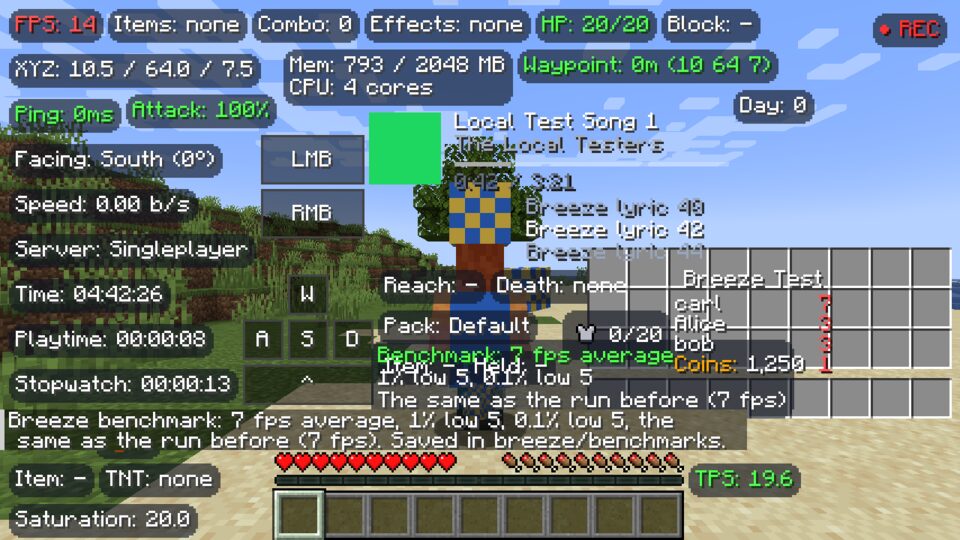 FPS: 14
Items: none
Combo: 0
Effects: none
HP: 20/20
Block: -
● REC
XYZ: 10.5 / 64.0 / 7.5
Mem: 793 / 2048 MB
CPU: 4 cores
Waypoint: 0m (10 64 7)
Day: 0
Ping: 0ms
Attack: 100%
Local Test Song 1
The Local Testers
0:42 / 3:21
Facing: South (0°)
LMB
Speed: 0.00 b/s
RMB
Breeze lyric 40
Breeze lyric 42
Breeze lyric 44
Server: Singleplayer
Reach: - Death: none
Breeze Test
Time: 04:42:26
W
carl 7
Alice 3
bob 3
Coins: 1,250 1
Pack: Default
0/20
Playtime: 00:00:08
A
S
D
Benchmark: 7 fps average
Item: - Held: -
1% low 5, 0.1% low 5
The same as the run before (7 fps)
Stopwatch: 00:00:13
^
Breeze benchmark: 7 fps average, 1% low 5, 0.1% low 5, the
same as the run before (7 fps). Saved in breeze/benchmarks.
Item: -
TNT: none
TPS: 19.6
Saturation: 20.0